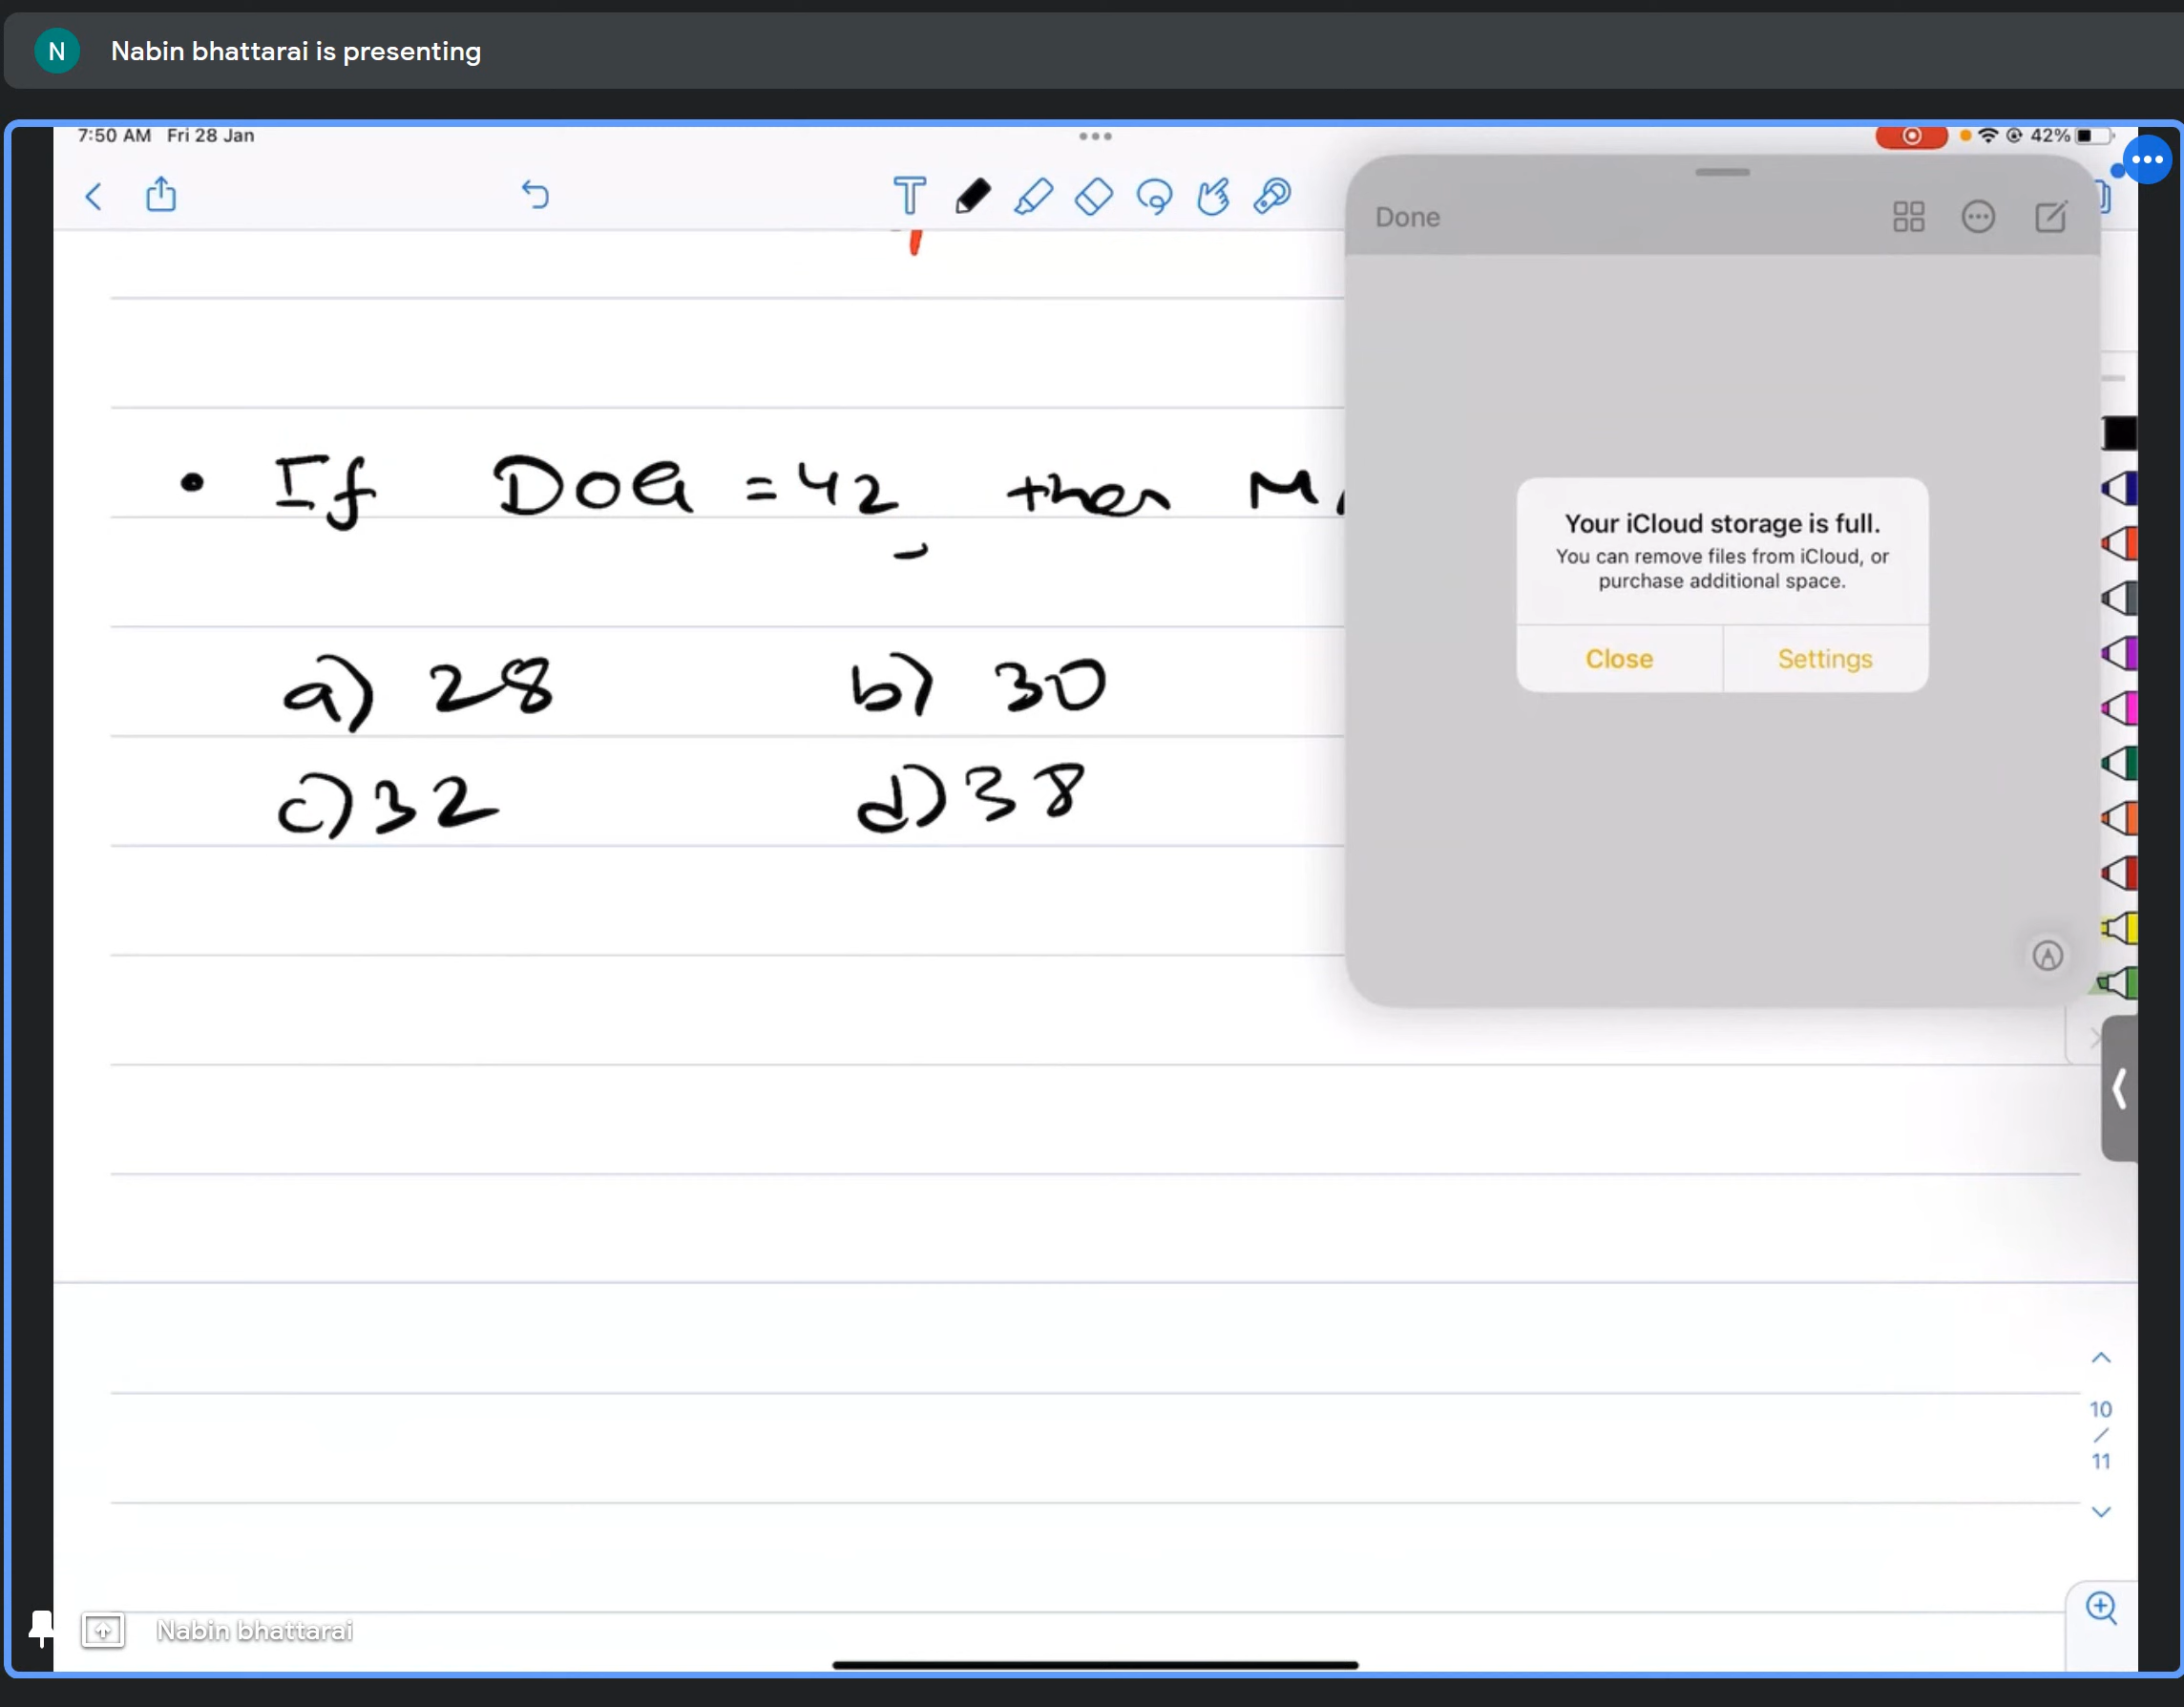 N Nabin bhattarai is presenting
7:50 AM Fri 28 Jan
42%
T
Done
• If DOG = 42, then M
Your iCloud storage is full.
You can remove files from iCloud, or
purchase additional space.
Close Settings
a) 28 b) 30
c) 32 d) 38
10
/
11
Nabin bhattarai